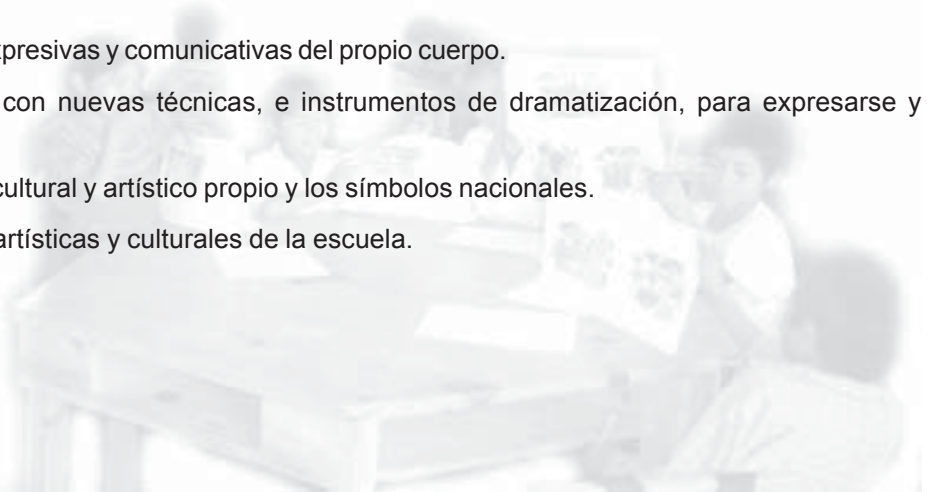 xpresivas y comunicativas del propio cuerpo.
con nuevas técnicas, e instrumentos de dramatización, para expresarse y
cultural y artístico propio y los símbolos nacionales.
artísticas y culturales de la escuela.